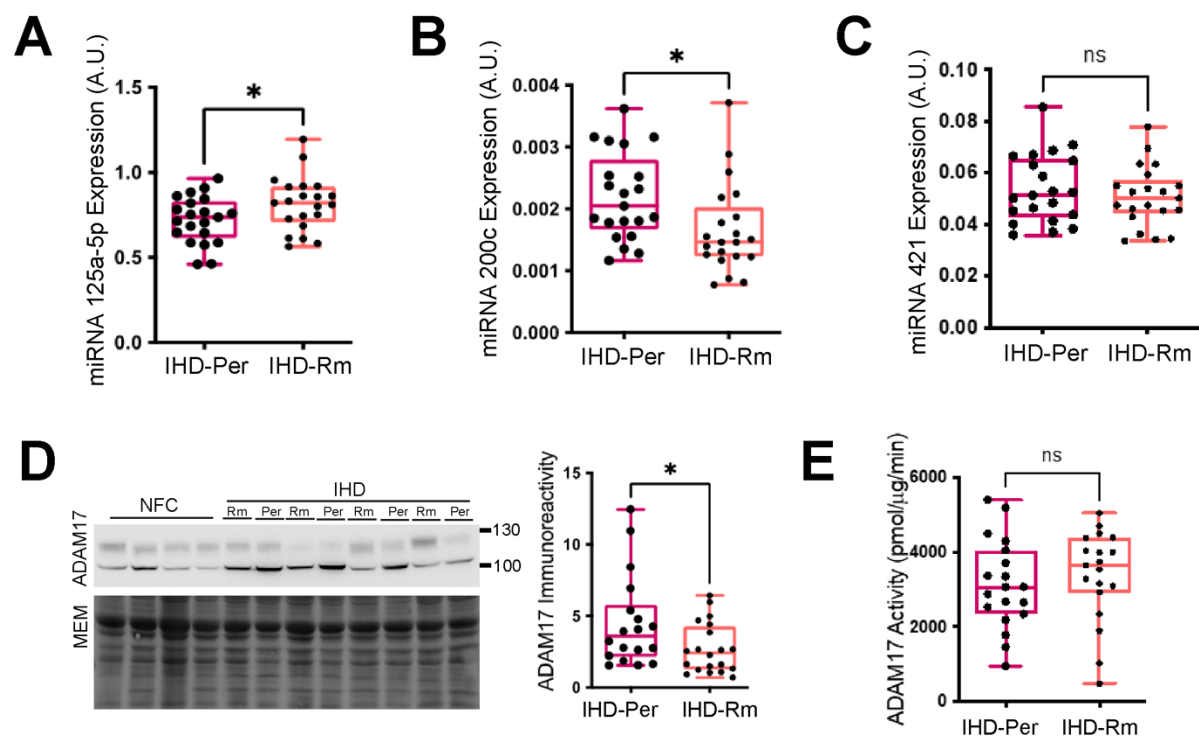 A
miRNA 125a-5p Expression (A.U.)
1.5
1.0
0.5
0.0
*
IHD-Per
IHD-Rm
B
miRNA 200c Expression (A.U.)
0.004
0.003
0.002
0.001
0.000
*
IHD-Per
IHD-Rm
C
miRNA 421 Expression (A.U.)
0.10
0.08
0.06
0.04
0.02
0.00
ns
IHD-Per
IHD-Rm
D
NFC
IHD
Rm Per Rm Per Rm Per Rm Per
ADAM17
130
100
MEM
ADAM17 Immunoreactivity
15
10
5
0
*
IHD-Per
IHD-Rm
E
ADAM17 Activity (pmol/μg/min)
6000
4000
2000
0
ns
IHD-Per
IHD-Rm